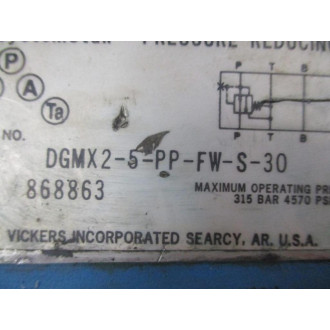 PRESSURE REDUCING
P
A
Ta
P T B
NO.
DGMX2-5-PP-FW-S-30
868863
MAXIMUM OPERATING PR
315 BAR 4570 PS
VICKERS INCORPORATED SEARCY, AR. U.S.A.
P T B